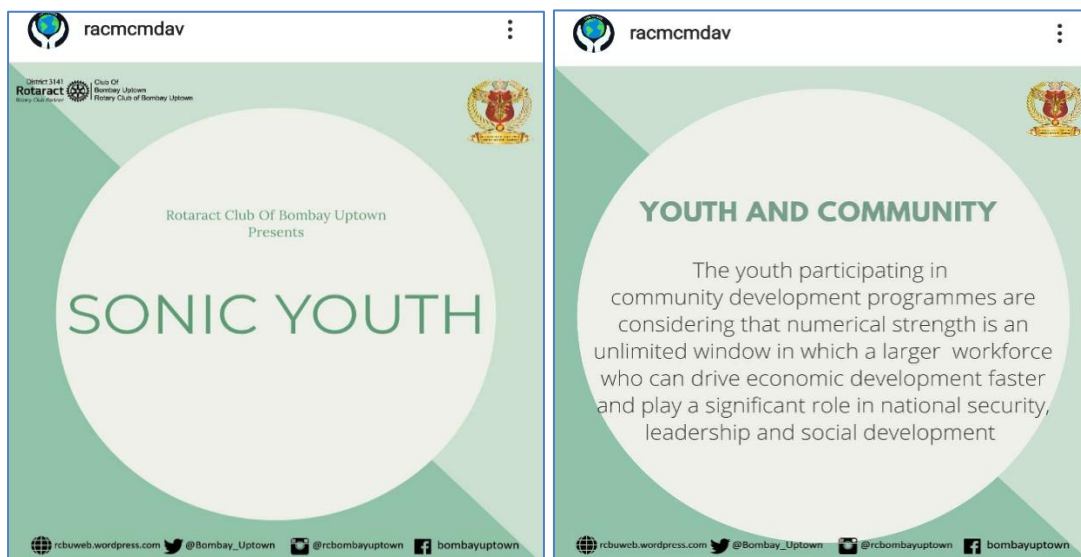 racmcmdav
District 3141
Rotaract
Rotary Club Partner
Club Of
Bombay Uptown
Rotary Club of Bombay Uptown
Rotaract Club Of Bombay Uptown
Presents
SONIC YOUTH
rcbuweb.wordpress.com @Bombay_Uptown @rcbombayuptown bombayuptown
racmcmdav
YOUTH AND COMMUNITY
The youth participating in
community development programmes are
considering that numerical strength is an
unlimited window in which a larger workforce
who can drive economic development faster
and play a significant role in national security,
leadership and social development
rcbuweb.wordpress.com @Bombay_Uptown @rcbombayuptown bombayuptown